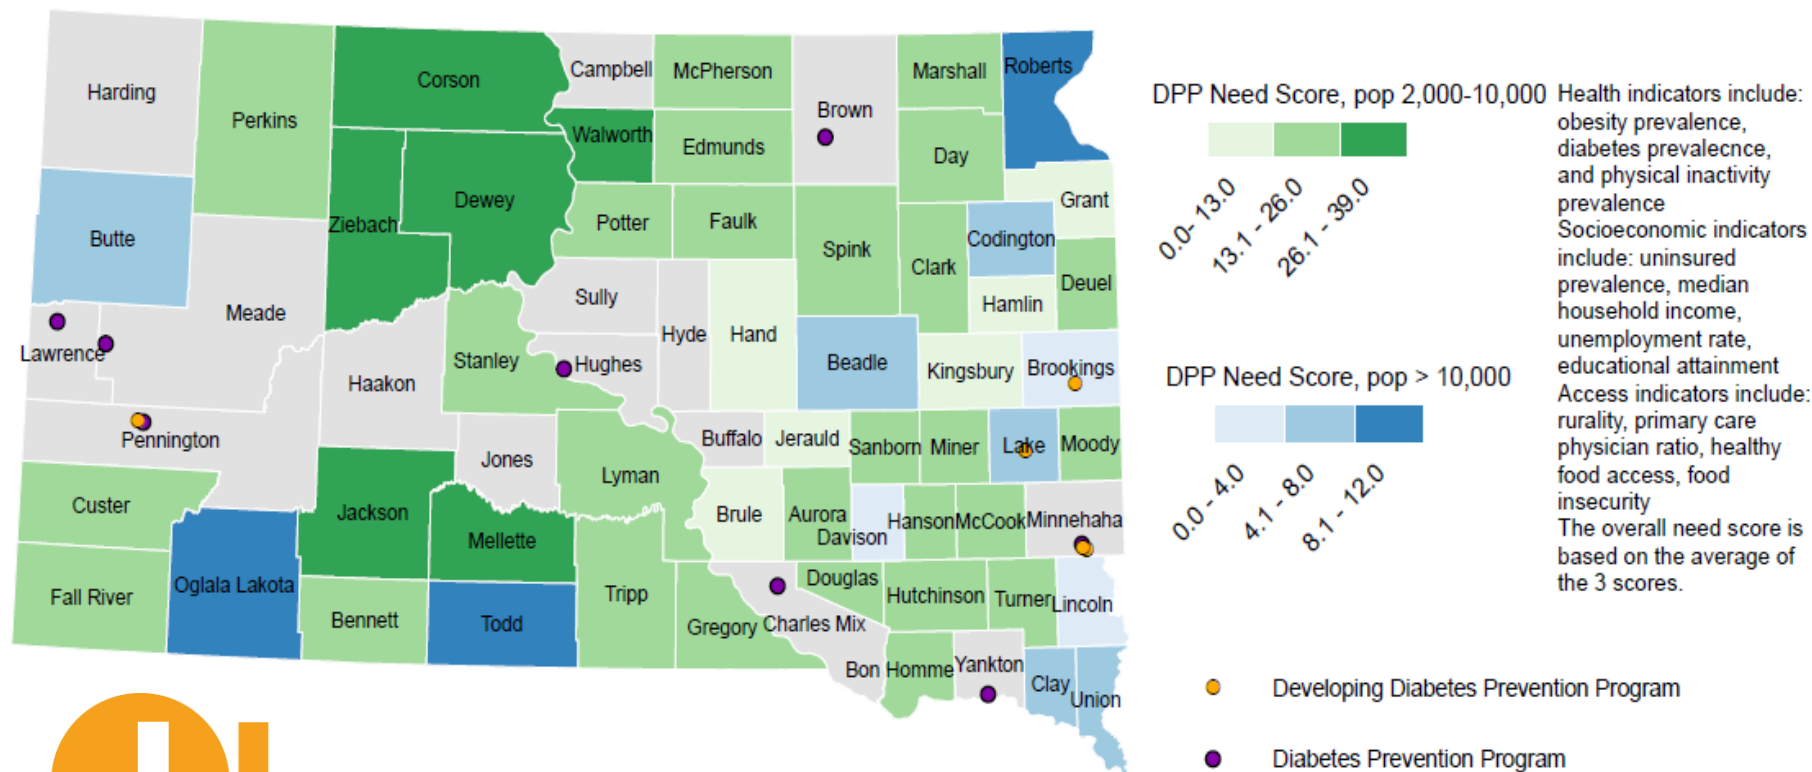 Harding
Perkins
Corson
Campbell
McPherson
Brown
Marshall
Roberts
Walworth
Edmunds
Day
Grant
Butte
Ziebach
Dewey
Potter
Faulk
Spink
Clark
Codington
Deuel
Hamlin
Meade
Sully
Hyde
Hand
Lawrence
Haakon
Stanley
Hughes
Beadle
Kingsbury
Brookings
Pennington
Jones
Lyman
Buffalo
Jerauld
Sanborn
Miner
Lake
Moody
Custer
Jackson
Mellette
Brule
Aurora
Davison
Hanson
McCook
Minnehaha
Fall River
Oglala Lakota
Bennett
Todd
Tripp
Gregory
Charles Mix
Douglas
Hutchinson
Turner
Lincoln
Bon Homme
Yankton
Clay
Union
DPP Need Score, pop 2,000-10,000
0.0- 13.0
13.1 - 26.0
26.1 - 39.0
DPP Need Score, pop > 10,000
0.0 - 4.0
4.1 - 8.0
8.1 - 12.0
Developing Diabetes Prevention Program
Diabetes Prevention Program
Health indicators include:
obesity prevalence,
diabetes prevalecnce,
and physical inactivity
prevalence
Socioeconomic indicators
include: uninsured
prevalence, median
household income,
unemployment rate,
educational attainment
Access indicators include:
rurality, primary care
physician ratio, healthy
food access, food
insecurity
The overall need score is
based on the average of
the 3 scores.